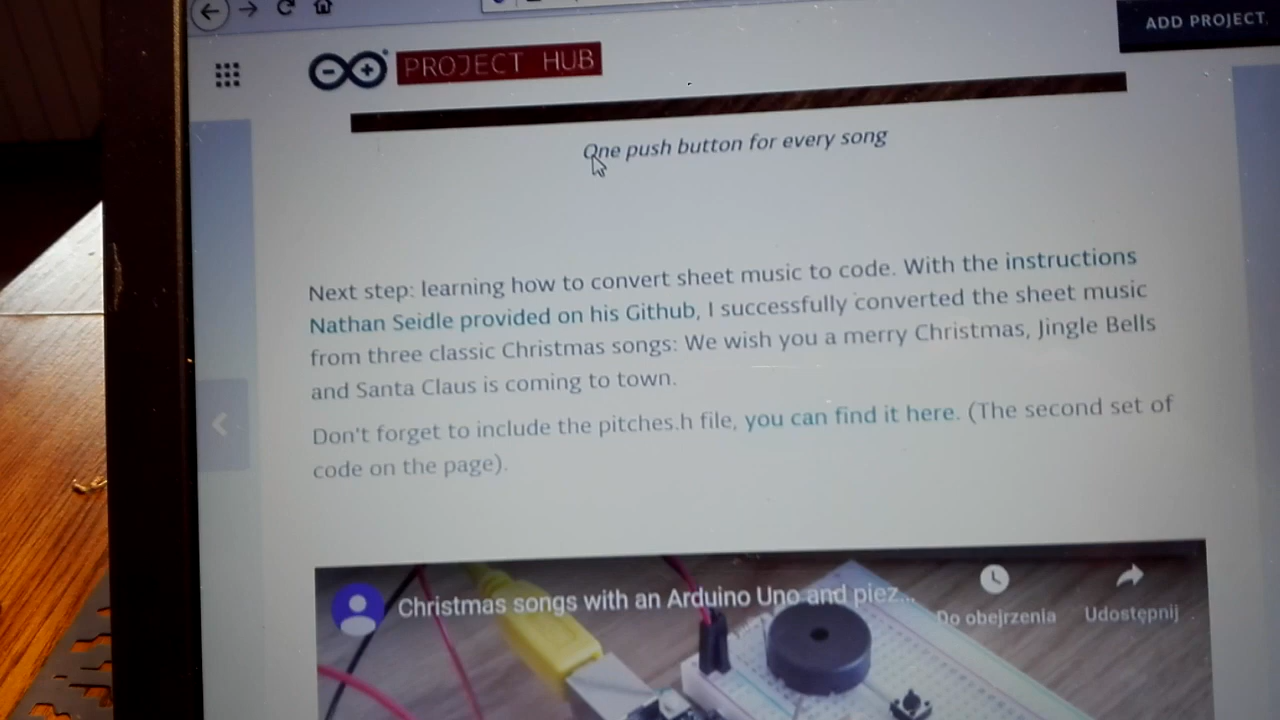 PROJECT HUB
ADD PROJECT
One push button for every song
Next step: learning how to convert sheet music to code. With the instructions
Nathan Seidle provided on his Github, I successfully converted the sheet music
from three classic Christmas songs: We wish you a merry Christmas, Jingle Bells
and Santa Claus is coming to town.
Don't forget to include the pitches.h file, you can find it here. (The second set of
code on the page).
Christmas songs with an Arduino Uno and piez...
Do obejrzenia
Udostępnij